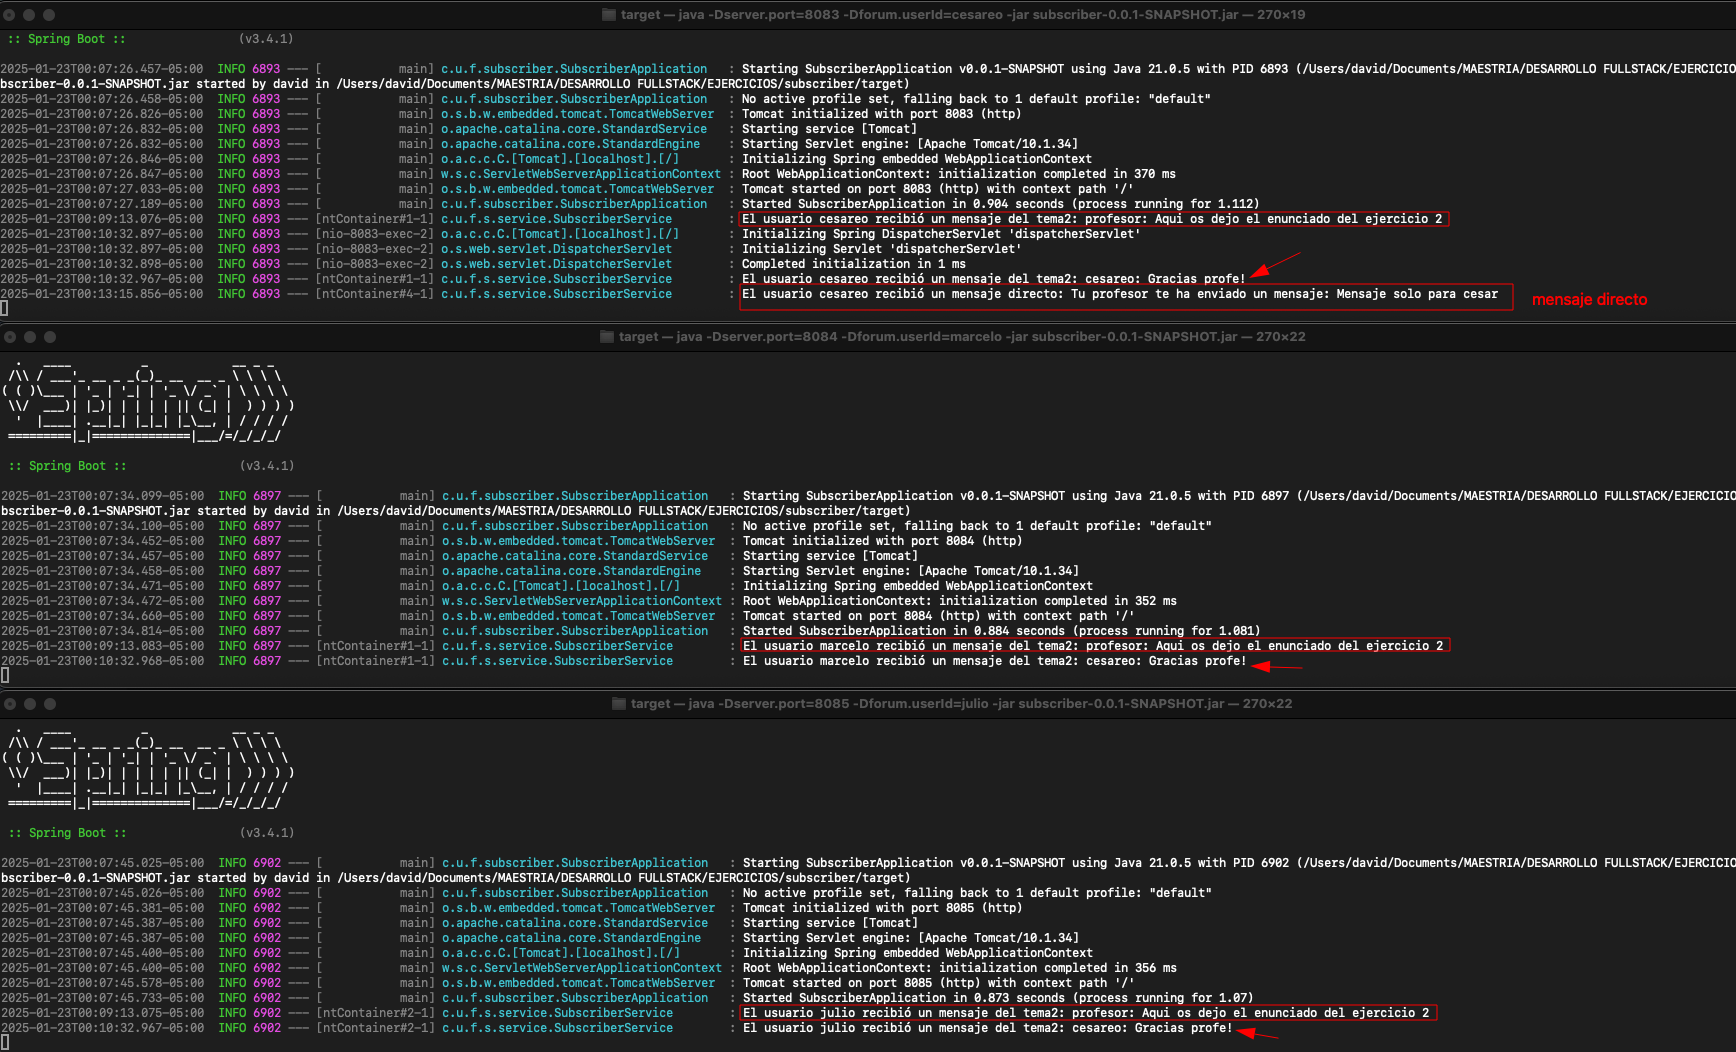 target — java -Dserver.port=8083 -Dforum.userId=cesareo -jar subscriber-0.0.1-SNAPSHOT.jar — 270×19
:: Spring Boot ::                (v3.4.1)
2025-01-23T00:07:26.457-05:00  INFO 6893 --- [           main] c.u.f.subscriber.SubscriberApplication   : Starting SubscriberApplication v0.0.1-SNAPSHOT using Java 21.0.5 with PID 6893 (/Users/david/Documents/MAESTRIA/DESARROLLO FULLSTACK/EJERCICIO
bscriber-0.0.1-SNAPSHOT.jar started by david in /Users/david/Documents/MAESTRIA/DESARROLLO FULLSTACK/EJERCICIOS/subscriber/target)
2025-01-23T00:07:26.458-05:00  INFO 6893 --- [           main] c.u.f.subscriber.SubscriberApplication   : No active profile set, falling back to 1 default profile: "default"
2025-01-23T00:07:26.826-05:00  INFO 6893 --- [           main] o.s.b.w.embedded.tomcat.TomcatWebServer  : Tomcat initialized with port 8083 (http)
2025-01-23T00:07:26.832-05:00  INFO 6893 --- [           main] o.apache.catalina.core.StandardService   : Starting service [Tomcat]
2025-01-23T00:07:26.832-05:00  INFO 6893 --- [           main] o.apache.catalina.core.StandardEngine    : Starting Servlet engine: [Apache Tomcat/10.1.34]
2025-01-23T00:07:26.846-05:00  INFO 6893 --- [           main] o.a.c.c.C.[Tomcat].[localhost].[/]       : Initializing Spring embedded WebApplicationContext
2025-01-23T00:07:26.847-05:00  INFO 6893 --- [           main] w.s.c.ServletWebServerApplicationContext : Root WebApplicationContext: initialization completed in 370 ms
2025-01-23T00:07:27.033-05:00  INFO 6893 --- [           main] o.s.b.w.embedded.tomcat.TomcatWebServer  : Tomcat started on port 8083 (http) with context path '/'
2025-01-23T00:07:27.189-05:00  INFO 6893 --- [           main] c.u.f.subscriber.SubscriberApplication   : Started SubscriberApplication in 0.904 seconds (process running for 1.112)
2025-01-23T00:09:13.076-05:00  INFO 6893 --- [ntContainer#1-1] c.u.f.s.service.SubscriberService        : El usuario cesareo recibió un mensaje del tema2: profesor: Aqui os dejo el enunciado del ejercicio 2
2025-01-23T00:10:32.897-05:00  INFO 6893 --- [nio-8083-exec-2] o.a.c.c.C.[Tomcat].[localhost].[/]       : Initializing Spring DispatcherServlet 'dispatcherServlet'
2025-01-23T00:10:32.897-05:00  INFO 6893 --- [nio-8083-exec-2] o.s.web.servlet.DispatcherServlet        : Initializing Servlet 'dispatcherServlet'
2025-01-23T00:10:32.898-05:00  INFO 6893 --- [nio-8083-exec-2] o.s.web.servlet.DispatcherServlet        : Completed initialization in 1 ms
2025-01-23T00:10:32.967-05:00  INFO 6893 --- [ntContainer#1-1] c.u.f.s.service.SubscriberService        : El usuario cesareo recibió un mensaje del tema2: cesareo: Gracias profe!
2025-01-23T00:13:15.856-05:00  INFO 6893 --- [ntContainer#4-1] c.u.f.s.service.SubscriberService        : El usuario cesareo recibió un mensaje directo: Tu profesor te ha enviado un mensaje: Mensaje solo para cesar
mensaje directo
target — java -Dserver.port=8084 -Dforum.userId=marcelo -jar subscriber-0.0.1-SNAPSHOT.jar — 270×22
:: Spring Boot ::                (v3.4.1)
2025-01-23T00:07:34.099-05:00  INFO 6897 --- [           main] c.u.f.subscriber.SubscriberApplication   : Starting SubscriberApplication v0.0.1-SNAPSHOT using Java 21.0.5 with PID 6897 (/Users/david/Documents/MAESTRIA/DESARROLLO FULLSTACK/EJERCICIO
bscriber-0.0.1-SNAPSHOT.jar started by david in /Users/david/Documents/MAESTRIA/DESARROLLO FULLSTACK/EJERCICIOS/subscriber/target)
2025-01-23T00:07:34.100-05:00  INFO 6897 --- [           main] c.u.f.subscriber.SubscriberApplication   : No active profile set, falling back to 1 default profile: "default"
2025-01-23T00:07:34.452-05:00  INFO 6897 --- [           main] o.s.b.w.embedded.tomcat.TomcatWebServer  : Tomcat initialized with port 8084 (http)
2025-01-23T00:07:34.457-05:00  INFO 6897 --- [           main] o.apache.catalina.core.StandardService   : Starting service [Tomcat]
2025-01-23T00:07:34.458-05:00  INFO 6897 --- [           main] o.apache.catalina.core.StandardEngine    : Starting Servlet engine: [Apache Tomcat/10.1.34]
2025-01-23T00:07:34.471-05:00  INFO 6897 --- [           main] o.a.c.c.C.[Tomcat].[localhost].[/]       : Initializing Spring embedded WebApplicationContext
2025-01-23T00:07:34.472-05:00  INFO 6897 --- [           main] w.s.c.ServletWebServerApplicationContext : Root WebApplicationContext: initialization completed in 352 ms
2025-01-23T00:07:34.660-05:00  INFO 6897 --- [           main] o.s.b.w.embedded.tomcat.TomcatWebServer  : Tomcat started on port 8084 (http) with context path '/'
2025-01-23T00:07:34.814-05:00  INFO 6897 --- [           main] c.u.f.subscriber.SubscriberApplication   : Started SubscriberApplication in 0.884 seconds (process running for 1.081)
2025-01-23T00:09:13.083-05:00  INFO 6897 --- [ntContainer#1-1] c.u.f.s.service.SubscriberService        : El usuario marcelo recibió un mensaje del tema2: profesor: Aqui os dejo el enunciado del ejercicio 2
2025-01-23T00:10:32.968-05:00  INFO 6897 --- [ntContainer#1-1] c.u.f.s.service.SubscriberService        : El usuario marcelo recibió un mensaje del tema2: cesareo: Gracias profe!
target — java -Dserver.port=8085 -Dforum.userId=julio -jar subscriber-0.0.1-SNAPSHOT.jar — 270×22
:: Spring Boot ::                (v3.4.1)
2025-01-23T00:07:45.025-05:00  INFO 6902 --- [           main] c.u.f.subscriber.SubscriberApplication   : Starting SubscriberApplication v0.0.1-SNAPSHOT using Java 21.0.5 with PID 6902 (/Users/david/Documents/MAESTRIA/DESARROLLO FULLSTACK/EJERCICIO
bscriber-0.0.1-SNAPSHOT.jar started by david in /Users/david/Documents/MAESTRIA/DESARROLLO FULLSTACK/EJERCICIOS/subscriber/target)
2025-01-23T00:07:45.026-05:00  INFO 6902 --- [           main] c.u.f.subscriber.SubscriberApplication   : No active profile set, falling back to 1 default profile: "default"
2025-01-23T00:07:45.381-05:00  INFO 6902 --- [           main] o.s.b.w.embedded.tomcat.TomcatWebServer  : Tomcat initialized with port 8085 (http)
2025-01-23T00:07:45.387-05:00  INFO 6902 --- [           main] o.apache.catalina.core.StandardService   : Starting service [Tomcat]
2025-01-23T00:07:45.387-05:00  INFO 6902 --- [           main] o.apache.catalina.core.StandardEngine    : Starting Servlet engine: [Apache Tomcat/10.1.34]
2025-01-23T00:07:45.400-05:00  INFO 6902 --- [           main] o.a.c.c.C.[Tomcat].[localhost].[/]       : Initializing Spring embedded WebApplicationContext
2025-01-23T00:07:45.400-05:00  INFO 6902 --- [           main] w.s.c.ServletWebServerApplicationContext : Root WebApplicationContext: initialization completed in 356 ms
2025-01-23T00:07:45.578-05:00  INFO 6902 --- [           main] o.s.b.w.embedded.tomcat.TomcatWebServer  : Tomcat started on port 8085 (http) with context path '/'
2025-01-23T00:07:45.733-05:00  INFO 6902 --- [           main] c.u.f.subscriber.SubscriberApplication   : Started SubscriberApplication in 0.873 seconds (process running for 1.07)
2025-01-23T00:09:13.075-05:00  INFO 6902 --- [ntContainer#2-1] c.u.f.s.service.SubscriberService        : El usuario julio recibió un mensaje del tema2: profesor: Aqui os dejo el enunciado del ejercicio 2
2025-01-23T00:10:32.967-05:00  INFO 6902 --- [ntContainer#2-1] c.u.f.s.service.SubscriberService        : El usuario julio recibió un mensaje del tema2: cesareo: Gracias profe!